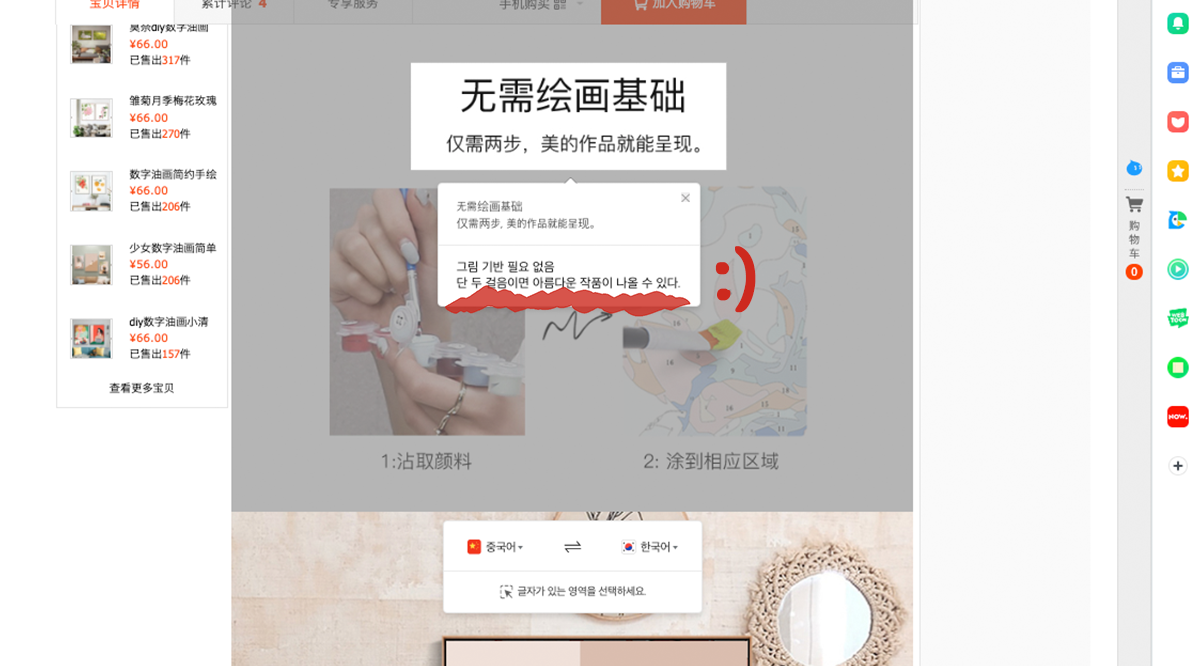 宝贝详情
累计评论 4
专享服务
手机购买
加入购物车
莫奈diy数字油画
¥66.00
已售出317件
雏菊月季梅花玫瑰
¥66.00
已售出270件
数字油画简约手绘
¥66.00
已售出206件
少女数字油画简单
¥56.00
已售出206件
diy数字油画小清
¥66.00
已售出157件
查看更多宝贝
无需绘画基础
仅需两步，美的作品就能呈现。
无需绘画基础
仅需两步, 美的作品就能呈现。
그림 기반 필요 없음
단 두 걸음이면 아름다운 작품이 나올 수 있다.
:)
1:沾取颜料
2: 涂到相应区域
중국어
한국어
글자가 있는 영역을 선택하세요.
购物车
0
WEBTOON
NOW.